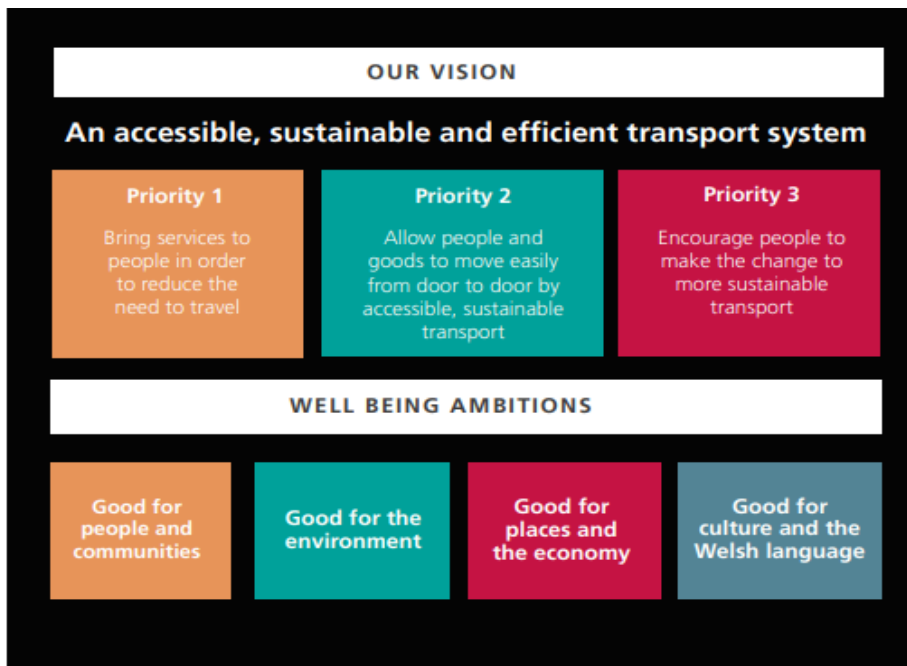 OUR VISION
An accessible, sustainable and efficient transport system
Priority 1
Bring services to
people in order
to reduce the
need to travel
Priority 2
Allow people and
goods to move easily
from door to door by
accessible, sustainable
transport
Priority 3
Encourage people to
make the change to
more sustainable
transport
WELL BEING AMBITIONS
Good for
people and
communities
Good for the
environment
Good for
places and
the economy
Good for
culture and the
Welsh language